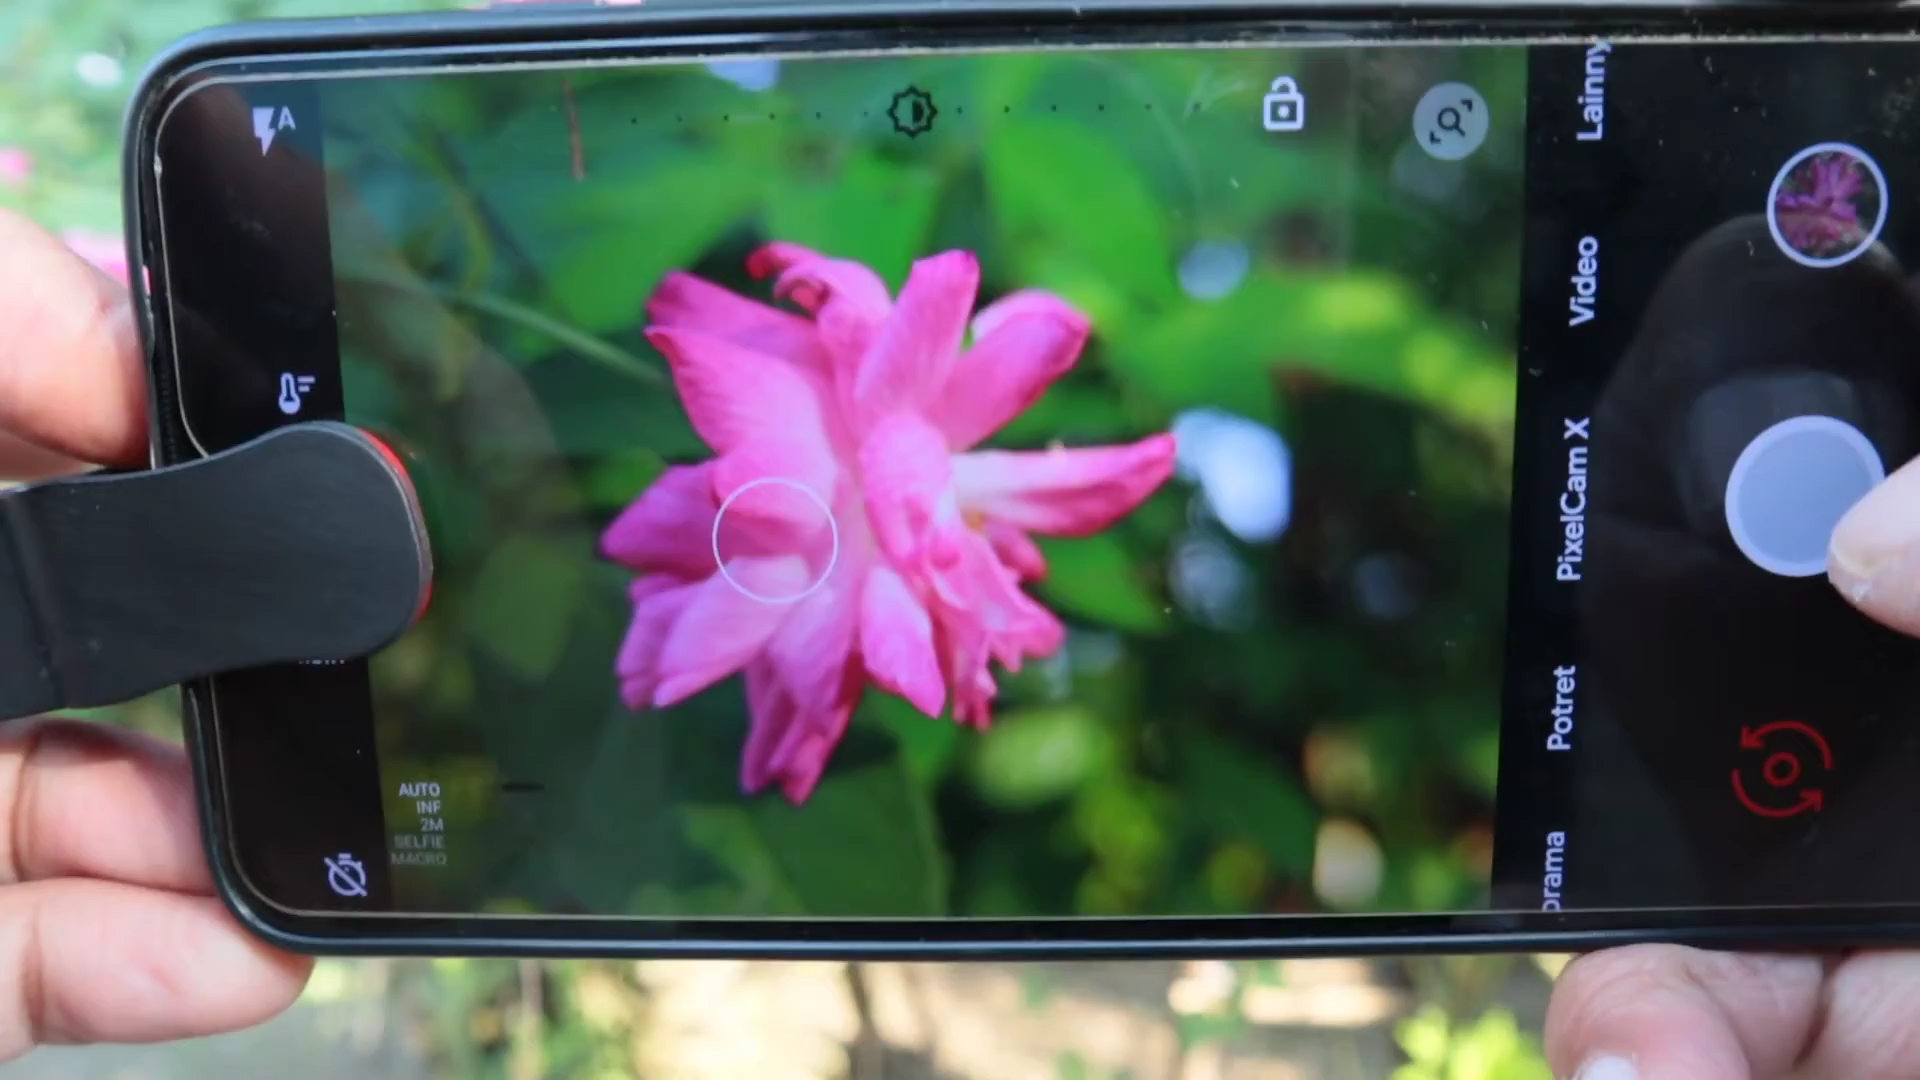 A
AUTO
INF
2M
SELFIE
MACRO
Lainny
Video
PixelCam X
Potret
orama